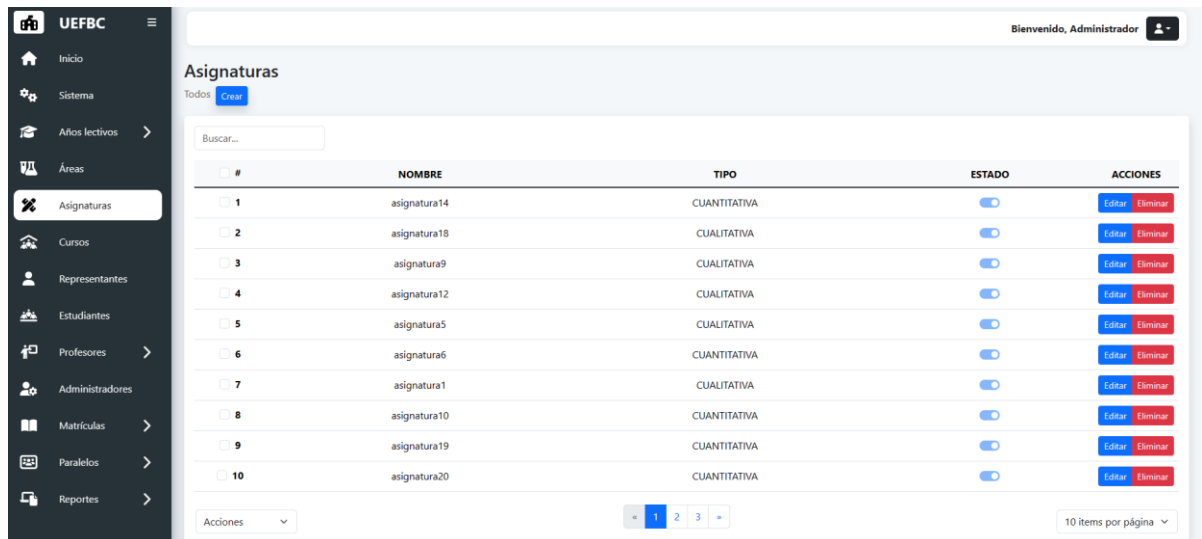 UEFBC
Bienvenido, Administrador
Inicio
Sistema
Años lectivos
Áreas
Asignaturas
Cursos
Representantes
Estudiantes
Profesores
Administradores
Matrículas
Paralelos
Reportes
Asignaturas
Todos Crear
Buscar...
# NOMBRE TIPO ESTADO ACCIONES
1 asignatura14 CUANTITATIVA Editar Eliminar
2 asignatura18 CUALITATIVA Editar Eliminar
3 asignatura9 CUALITATIVA Editar Eliminar
4 asignatura12 CUALITATIVA Editar Eliminar
5 asignatura5 CUALITATIVA Editar Eliminar
6 asignatura6 CUANTITATIVA Editar Eliminar
7 asignatura1 CUALITATIVA Editar Eliminar
8 asignatura10 CUANTITATIVA Editar Eliminar
9 asignatura19 CUANTITATIVA Editar Eliminar
10 asignatura20 CUANTITATIVA Editar Eliminar
Acciones « 1 2 3 » 10 items por página